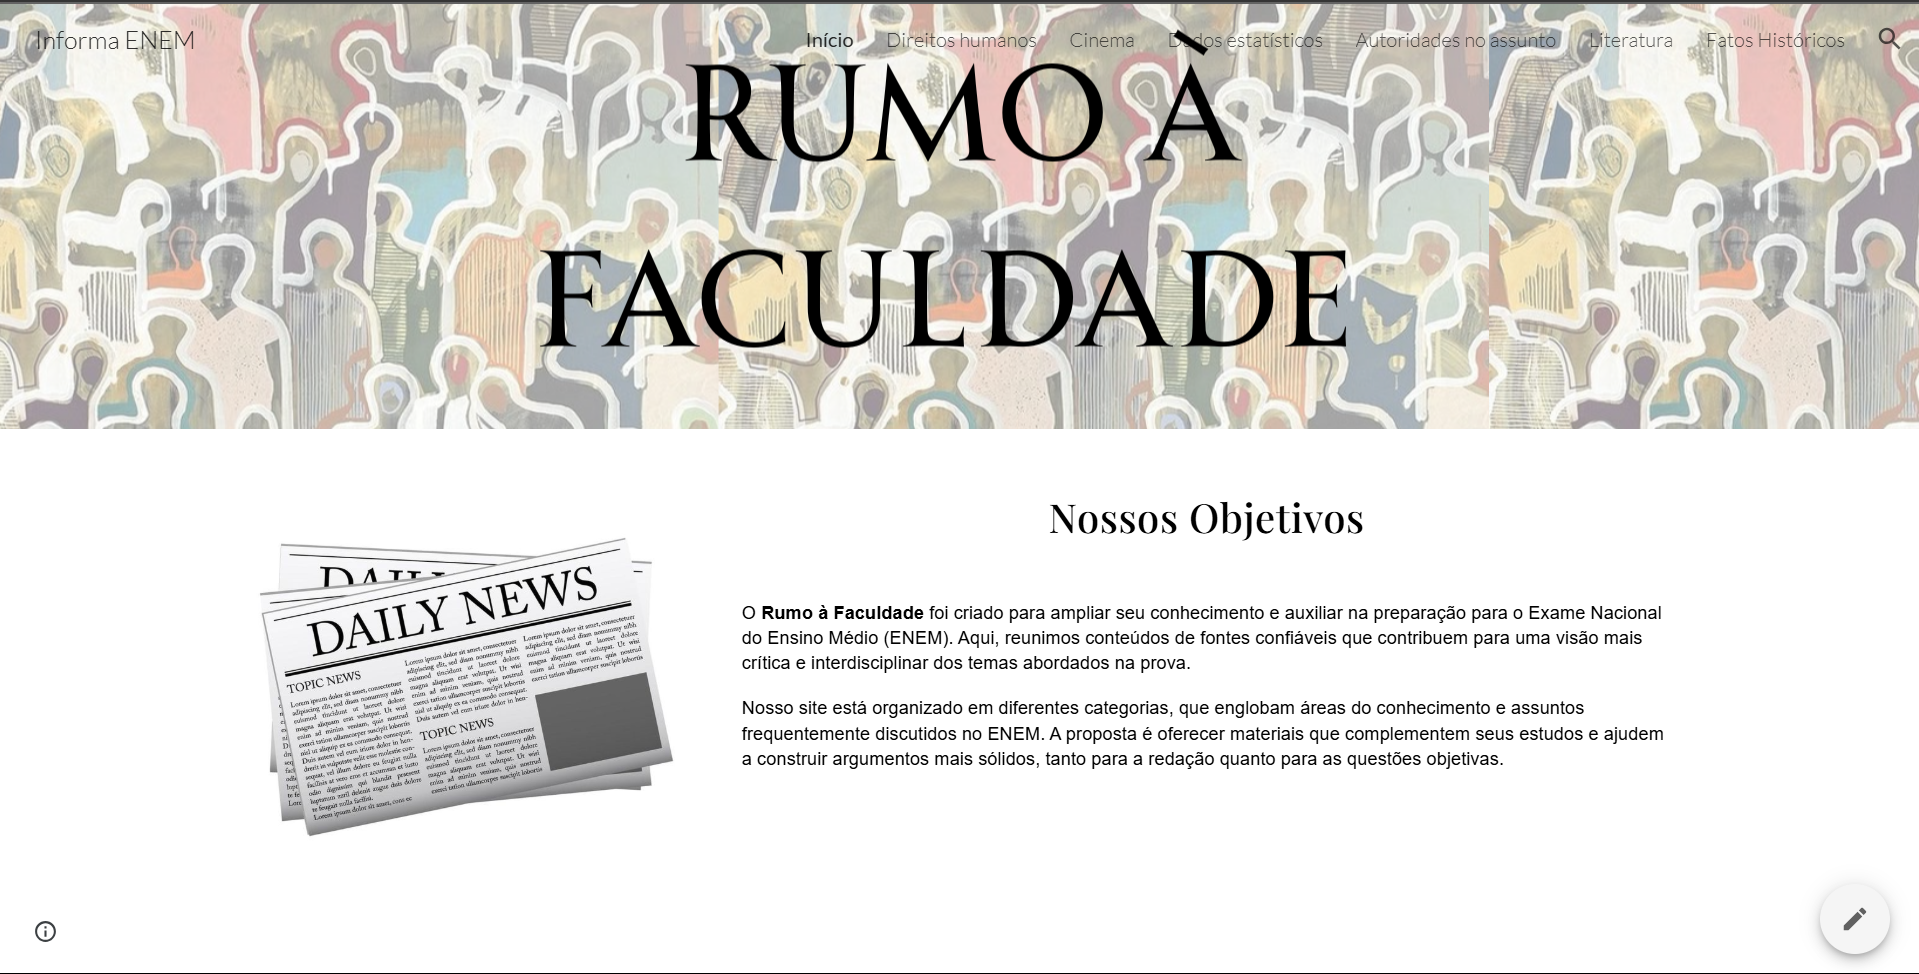 Informa ENEM
Início Direitos humanos Cinema Dados estatísticos Autoridades no assunto Literatura Fatos Históricos
RUMO À
FACULDADE
Nossos Objetivos
DAILY NEWS
TOPIC NEWS
TOPIC NEWS
O Rumo à Faculdade foi criado para ampliar seu conhecimento e auxiliar na preparação para o Exame Nacional
do Ensino Médio (ENEM). Aqui, reunimos conteúdos de fontes confiáveis que contribuem para uma visão mais
crítica e interdisciplinar dos temas abordados na prova.
Nosso site está organizado em diferentes categorias, que englobam áreas do conhecimento e assuntos
frequentemente discutidos no ENEM. A proposta é oferecer materiais que complementem seus estudos e ajudem
a construir argumentos mais sólidos, tanto para a redação quanto para as questões objetivas.